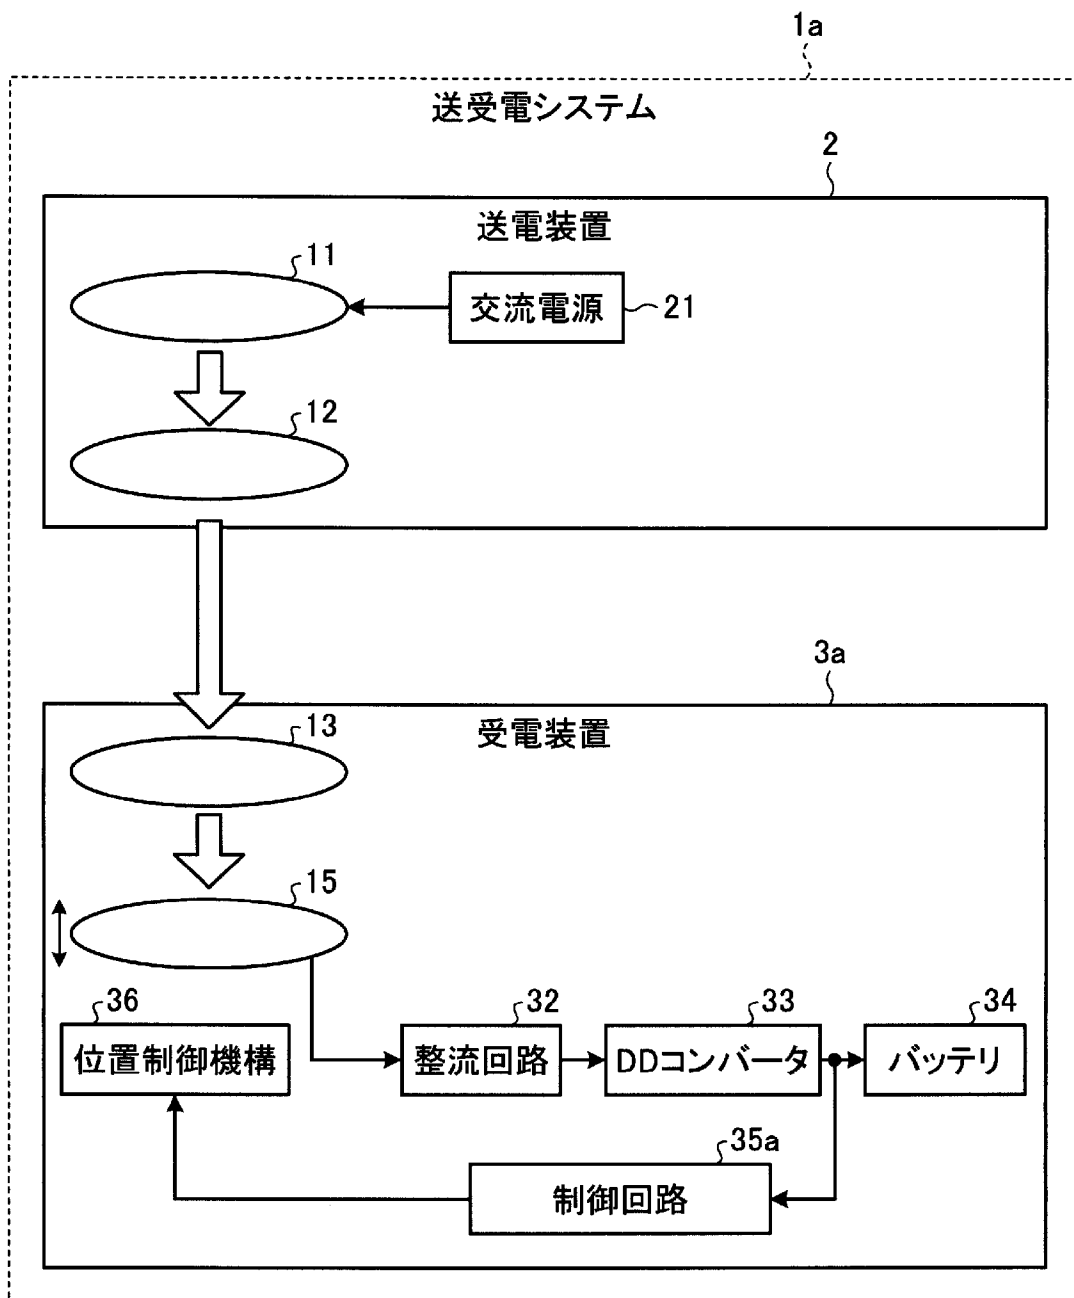 1a
送受電システム
2
送電装置
11
交流電源
21
12
3a
受電装置
13
15
36
位置制御機構
32
整流回路
33
DDコンバータ
34
バッテリ
35a
制御回路